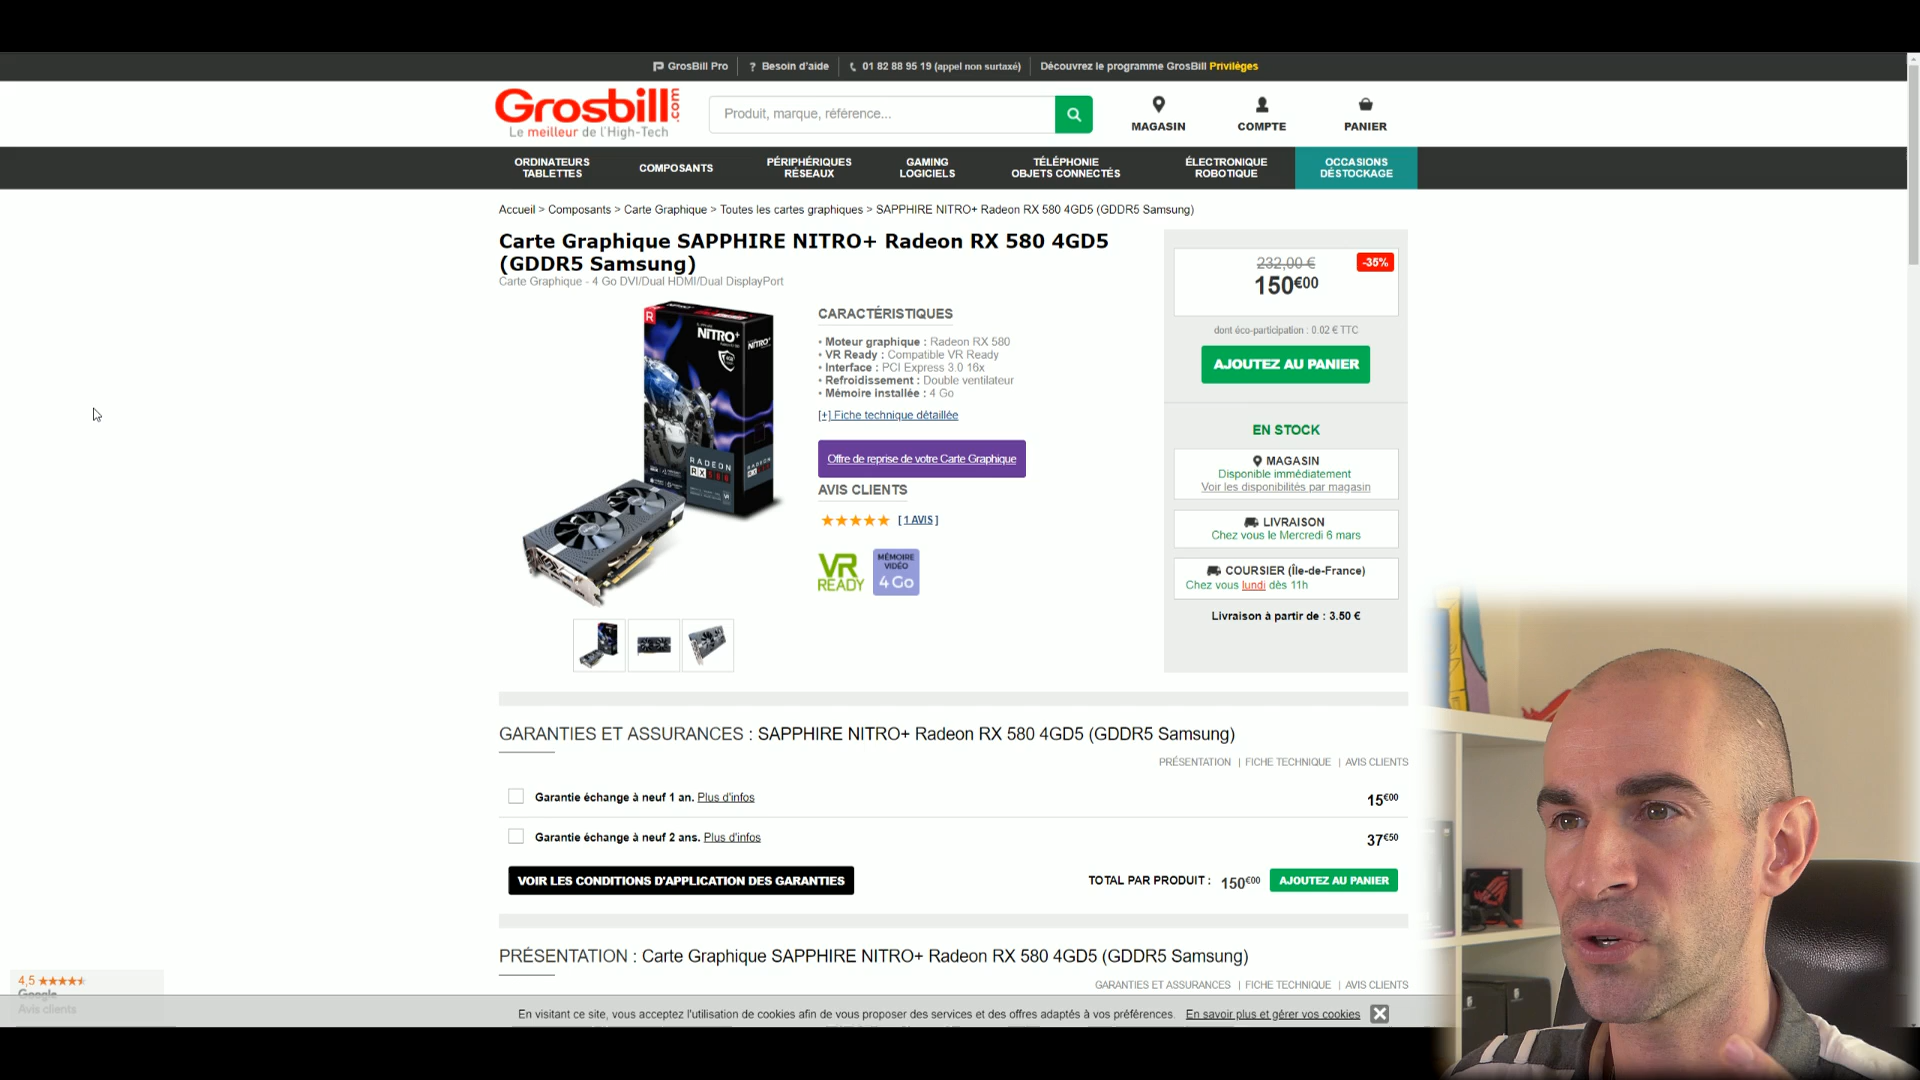 GrosBill Pro
? Besoin d'aide
01 82 88 95 19 (appel non surtaxé)
Découvrez le programme GrosBill Privilèges
Grosbill.com
Le meilleur de l'High-Tech
Produit, marque, référence...
MAGASIN
COMPTE
PANIER
ORDINATEURS
TABLETTES
COMPOSANTS
PÉRIPHÉRIQUES
RÉSEAUX
GAMING
LOGICIELS
TÉLÉPHONIE
OBJETS CONNECTÉS
ÉLECTRONIQUE
ROBOTIQUE
OCCASIONS
DÉSTOCKAGE
Accueil > Composants > Carte Graphique > Toutes les cartes graphiques > SAPPHIRE NITRO+ Radeon RX 580 4GD5 (GDDR5 Samsung)
Carte Graphique SAPPHIRE NITRO+ Radeon RX 580 4GD5
(GDDR5 Samsung)
Carte Graphique - 4 Go DVI/Dual HDMI/Dual DisplayPort
R
NITRO+
NITRO+
RADEON
RX 580
CARACTÉRISTIQUES
• Moteur graphique : Radeon RX 580
• VR Ready : Compatible VR Ready
• Interface : PCI Express 3.0 16x
• Refroidissement : Double ventilateur
• Mémoire installée : 4 Go
[+] Fiche technique détaillée
Offre de reprise de votre Carte Graphique
AVIS CLIENTS
[ 1 AVIS ]
VR
READY
MÉMOIRE
VIDÉO
4 Go
232,00 €
-35%
150€00
dont éco-participation : 0.02 € TTC
AJOUTEZ AU PANIER
EN STOCK
MAGASIN
Disponible immédiatement
Voir les disponibilités par magasin
LIVRAISON
Chez vous le Mercredi 6 mars
COURSIER (Île-de-France)
Chez vous lundi dès 11h
Livraison à partir de : 3.50 €
GARANTIES ET ASSURANCES : SAPPHIRE NITRO+ Radeon RX 580 4GD5 (GDDR5 Samsung)
PRÉSENTATION | FICHE TECHNIQUE | AVIS CLIENTS
Garantie échange à neuf 1 an. Plus d'infos
15€00
Garantie échange à neuf 2 ans. Plus d'infos
37€50
VOIR LES CONDITIONS D'APPLICATION DES GARANTIES
TOTAL PAR PRODUIT : 150€00
AJOUTEZ AU PANIER
PRÉSENTATION : Carte Graphique SAPPHIRE NITRO+ Radeon RX 580 4GD5 (GDDR5 Samsung)
GARANTIES ET ASSURANCES | FICHE TECHNIQUE | AVIS CLIENTS
4,5
Google
Avis clients
En visitant ce site, vous acceptez l'utilisation de cookies afin de vous proposer des services et des offres adaptés à vos préférences. En savoir plus et gérer vos cookies